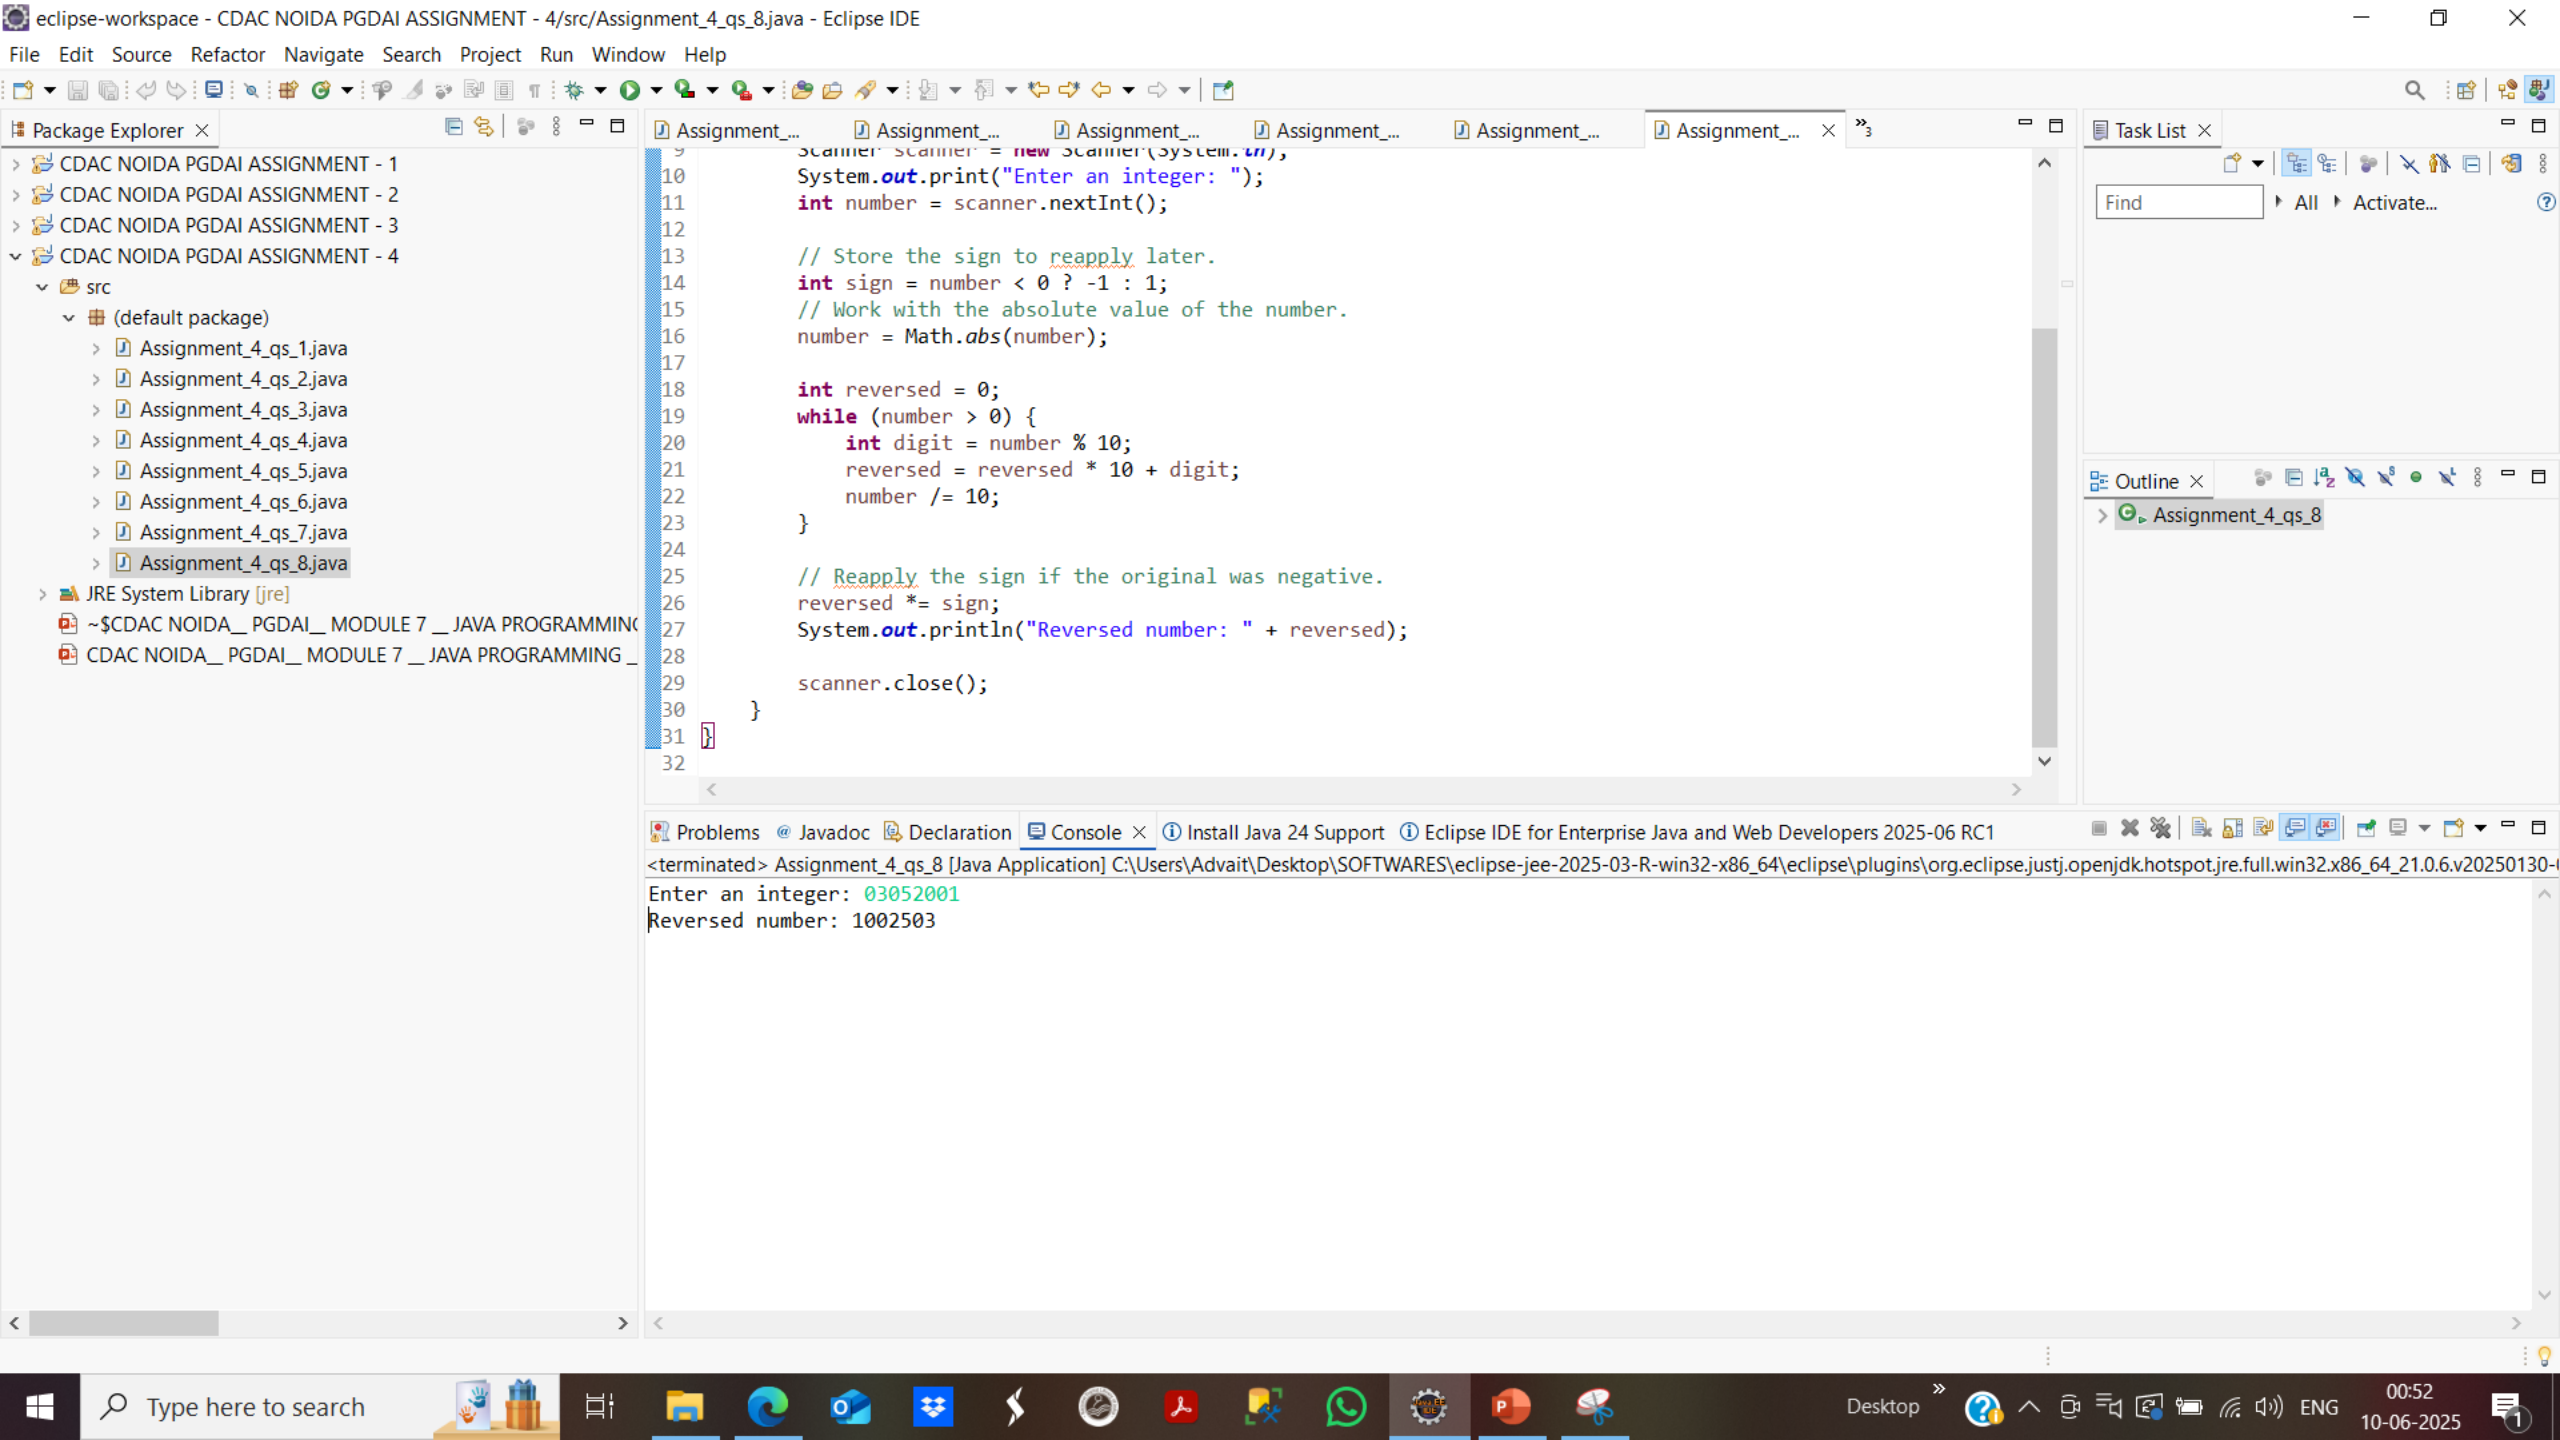 eclipse-workspace - CDAC NOIDA PGDAI ASSIGNMENT - 4/src/Assignment_4_qs_8.java - Eclipse IDE
File Edit Source Refactor Navigate Search Project Run Window Help
Package Explorer
CDAC NOIDA PGDAI ASSIGNMENT - 1
CDAC NOIDA PGDAI ASSIGNMENT - 2
CDAC NOIDA PGDAI ASSIGNMENT - 3
CDAC NOIDA PGDAI ASSIGNMENT - 4
src
(default package)
Assignment_4_qs_1.java
Assignment_4_qs_2.java
Assignment_4_qs_3.java
Assignment_4_qs_4.java
Assignment_4_qs_5.java
Assignment_4_qs_6.java
Assignment_4_qs_7.java
Assignment_4_qs_8.java
JRE System Library [jre]
~$CDAC NOIDA__ PGDAI__ MODULE 7 __ JAVA PROGRAMMING
CDAC NOIDA__ PGDAI__ MODULE 7 __ JAVA PROGRAMMING _
Assignment_... Assignment_... Assignment_... Assignment_... Assignment_... Assignment_... »3
9 Scanner scanner = new Scanner(System.in);
10 System.out.print("Enter an integer: ");
11 int number = scanner.nextInt();
12
13 // Store the sign to reapply later.
14 int sign = number < 0 ? -1 : 1;
15 // Work with the absolute value of the number.
16 number = Math.abs(number);
17
18 int reversed = 0;
19 while (number > 0) {
20 int digit = number % 10;
21 reversed = reversed * 10 + digit;
22 number /= 10;
23 }
24
25 // Reapply the sign if the original was negative.
26 reversed *= sign;
27 System.out.println("Reversed number: " + reversed);
28
29 scanner.close();
30 }
31 }
32
Task List
Find All Activate...
Outline
Assignment_4_qs_8
Problems @ Javadoc Declaration Console Install Java 24 Support Eclipse IDE for Enterprise Java and Web Developers 2025-06 RC1
<terminated> Assignment_4_qs_8 [Java Application] C:\Users\Advait\Desktop\SOFTWARES\eclipse-jee-2025-03-R-win32-x86_64\eclipse\plugins\org.eclipse.justj.openjdk.hotspot.jre.full.win32.x86_64_21.0.6.v20250130-
Enter an integer: 03052001
Reversed number: 1002503
Type here to search
Desktop » ENG
00:52
10-06-2025
1